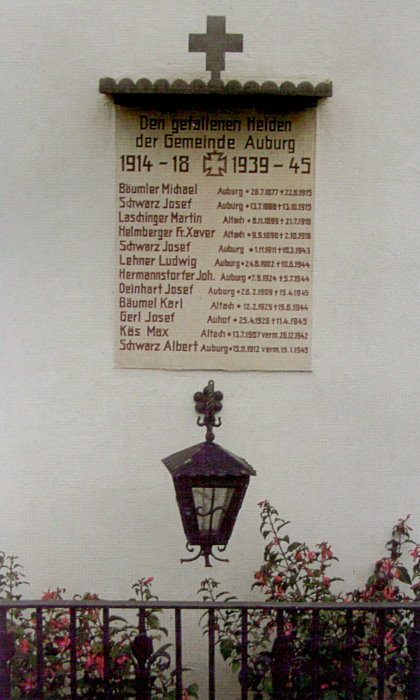 Den gefallenen Helden
der Gemeinde Auburg
1914 - 18 1939 - 45
Bäumler Michael Auburg * 28.7.1877 + 22.8.1915
Schwarz Josef Auburg * 13.7.1888 + 13.10.1915
Laschinger Martin Altach * 6.11.1899 + 21.7.1918
Helmberger Fr. Xaver Altach * 9.9.1890 + 2.10.1918
Schwarz Josef Auburg * 1.11.1911 + 10.3.1943
Lehner Ludwig Auburg * 24.8.1902 + 10.6.1944
Hermannstorfer Joh. Auburg * 7.9.1924 + 5.7.1944
Deinhart Josef Auburg * 28.2.1909 + 15.4.1945
Bäumel Karl Altach * 12.2.1925 + 19.8.1944
Gerl Josef Auhof * 25.4.1928 + 11.4.1945
Käs Max Altach * 13.7.1907 verm. 26.12.1942
Schwarz Albert Auburg * 15.11.1912 verm. 15.1.1945